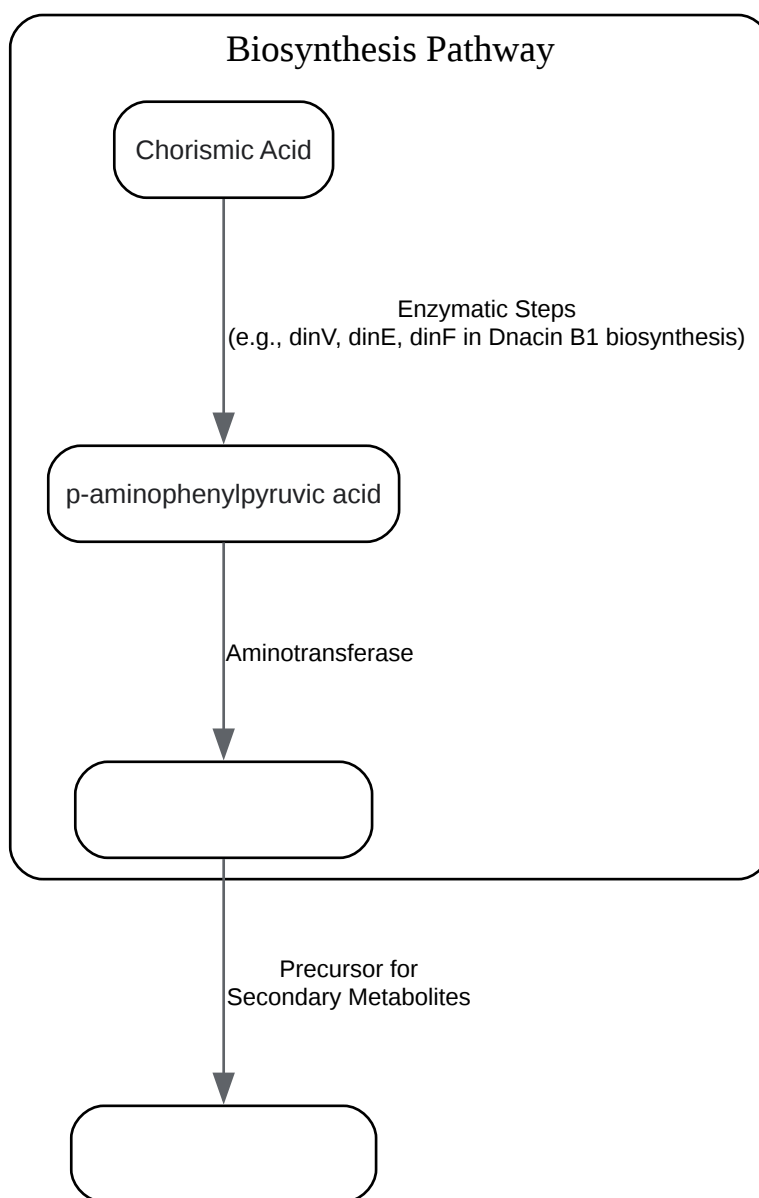 Biosynthesis Pathway
Chorismic Acid
Enzymatic Steps
(e.g., dinV, dinE, dinF in Dnacin B1 biosynthesis)
p-aminophenylpyruvic acid
Aminotransferase
Precursor for
Secondary Metabolites